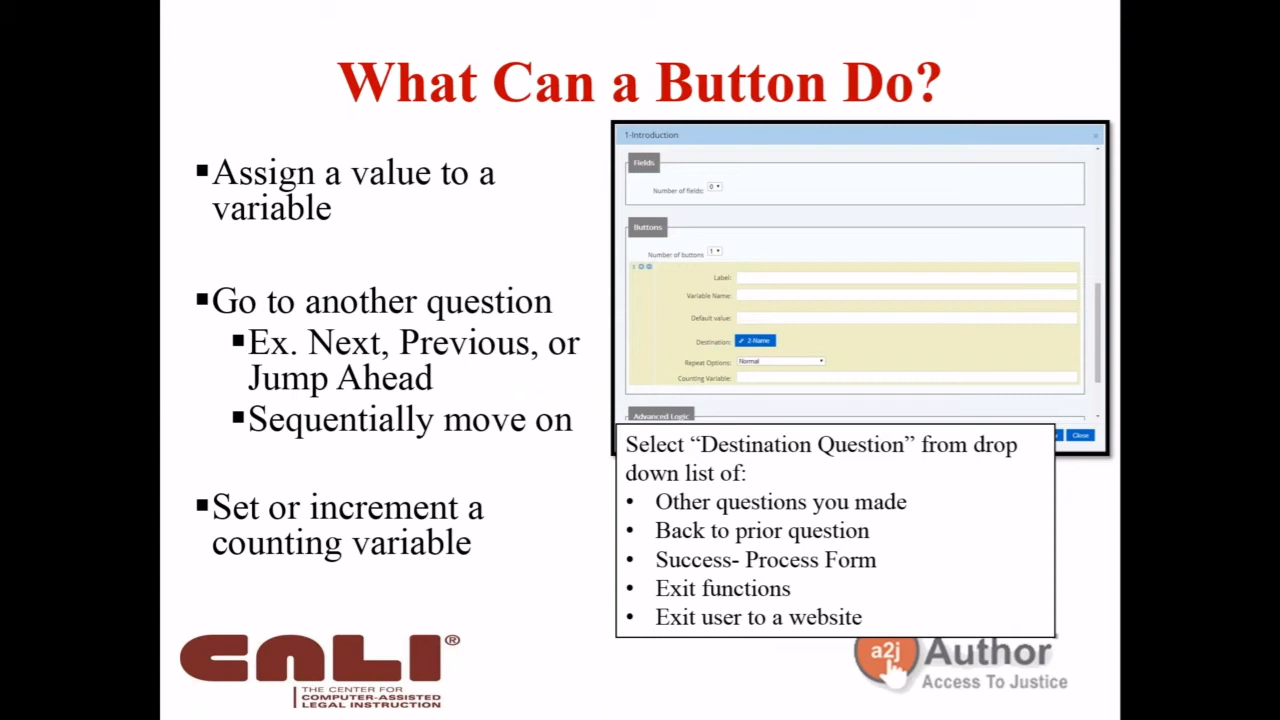 What Can a Button Do?
▪Assign a value to a
variable
▪Go to another question
▪Ex. Next, Previous, or
Jump Ahead
▪Sequentially move on
▪Set or increment a
counting variable
1-Introduction
Fields
Number of fields: 0
Buttons
Number of buttons 1
Label:
Variable Name:
Default value:
Destination: 2-Name
Repeat Options: Normal
Counting Variable:
Advanced Logic
Close
Select “Destination Question” from drop
down list of:
• Other questions you made
• Back to prior question
• Success- Process Form
• Exit functions
• Exit user to a website
CALI®
THE CENTER FOR
COMPUTER-ASSISTED
LEGAL INSTRUCTION
a2j Author
Access To Justice